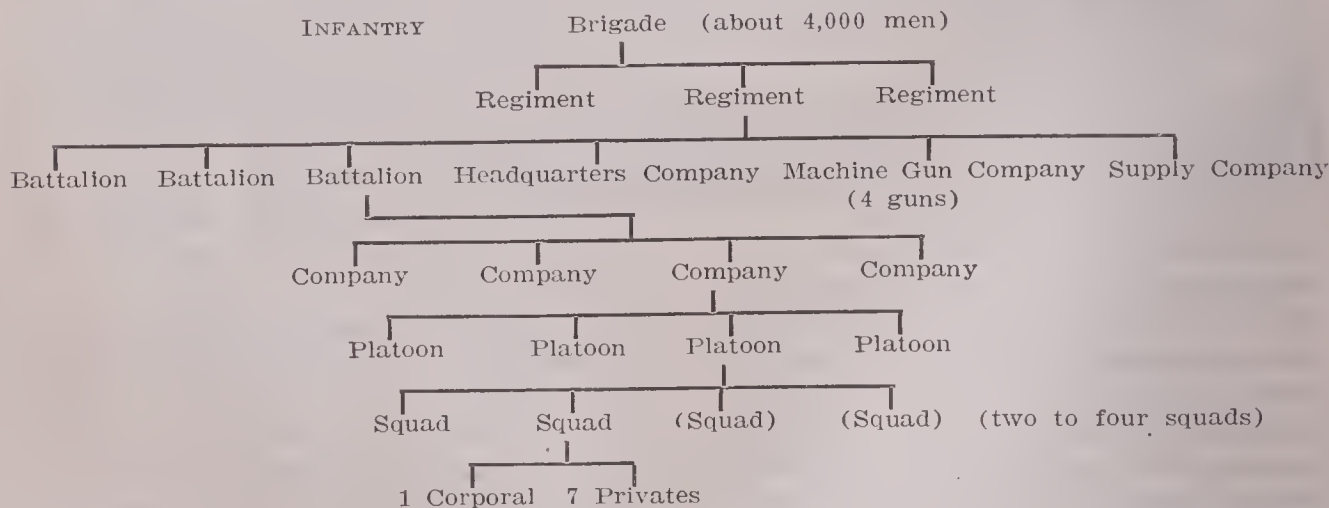 INFANTRY Brigade (about 4,000 men)
Regiment Regiment Regiment
Battalion Battalion Battalion Headquarters Company Machine Gun Company Supply Company
(4 guns)
Company Company Company Company
Platoon Platoon Platoon Platoon
Squad Squad (Squad) (Squad) (two to four squads)
1 Corporal 7 Privates